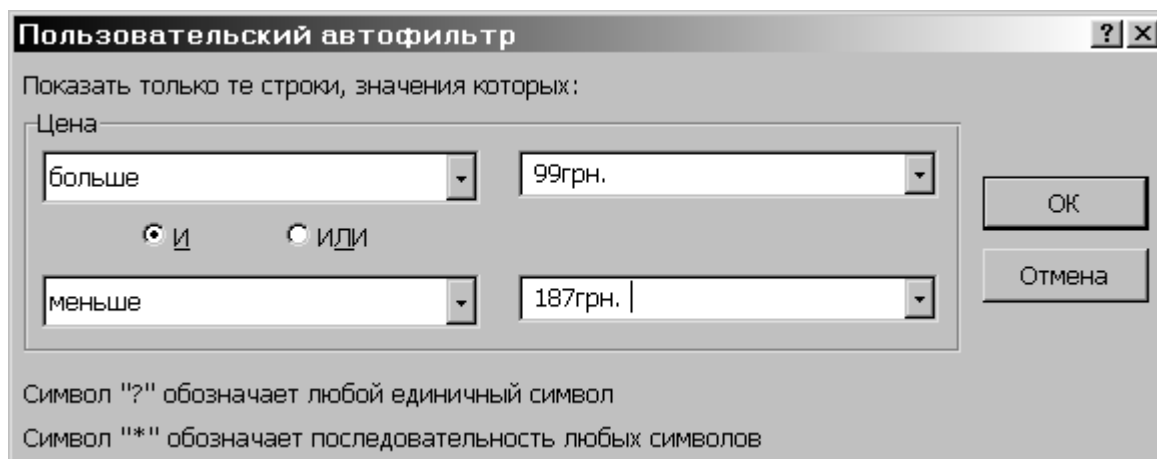 Пользовательский автофильтр
Показать только те строки, значения которых:
Цена
больше 99грн.
И ИЛИ
меньше 187грн.
ОК
Отмена
Символ "?" обозначает любой единичный символ
Символ "*" обозначает последовательность любых символов